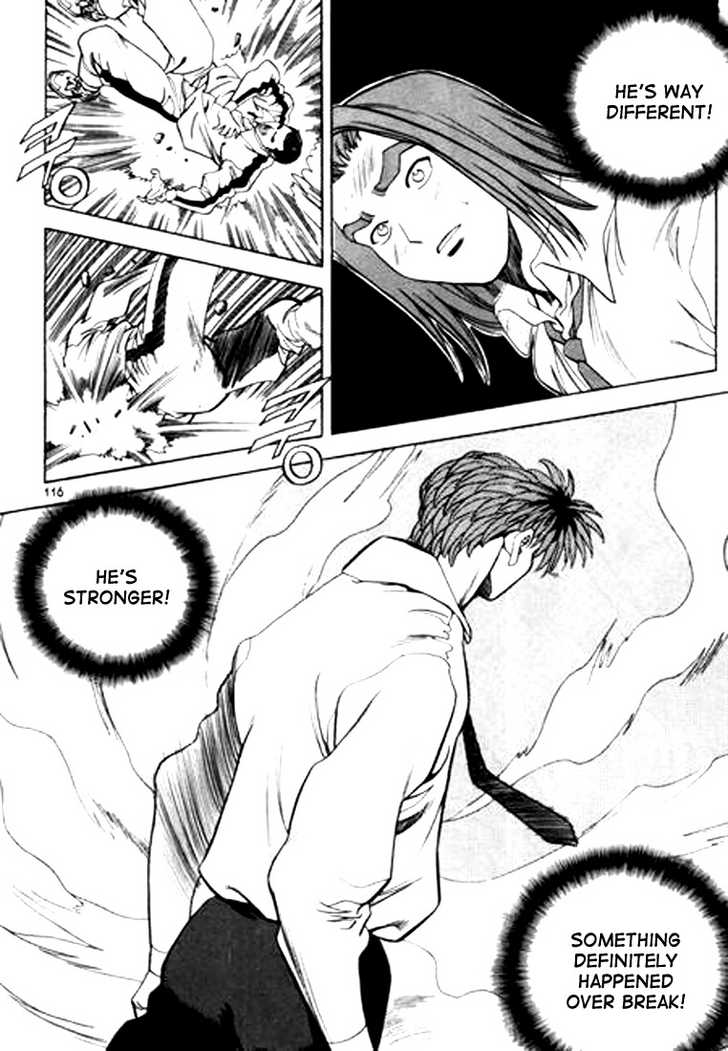 HE'S WAY
DIFFERENT!
116
HE'S
STRONGER!
SOMETHING
DEFINITELY
HAPPENED
OVER BREAK!